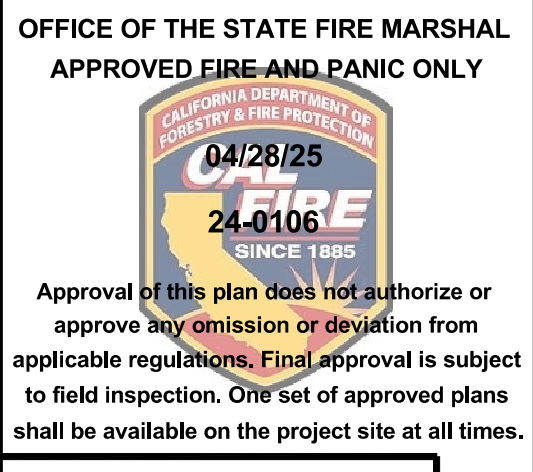 OFFICE OF THE STATE FIRE MARSHAL
APPROVED FIRE AND PANIC ONLY
CALIFORNIA DEPARTMENT OF
FORESTRY & FIRE PROTECTION
04/28/25
CAL
24-0106
FIRE
SINCE 1885
Approval of this plan does not authorize or
approve any omission or deviation from
applicable regulations. Final approval is subject
to field inspection. One set of approved plans
shall be available on the project site at all times.